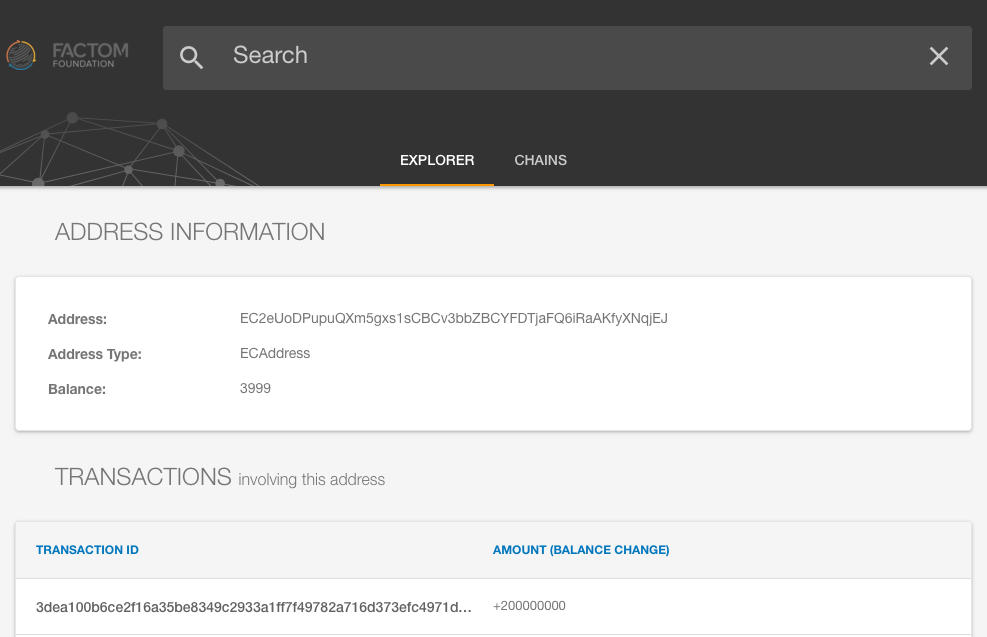 FACTOM
FOUNDATION
Search
EXPLORER CHAINS
ADDRESS INFORMATION
Address: EC2eUoDPupuQXm5gxs1sCBCv3bbZBCYFDTjaFQ6iRaAKfyXNqjEJ
Address Type: ECAddress
Balance: 3999
TRANSACTIONS involving this address
TRANSACTION ID AMOUNT (BALANCE CHANGE)
3dea100b6ce2f16a35be8349c2933a1ff7f49782a716d373efc4971d... +200000000